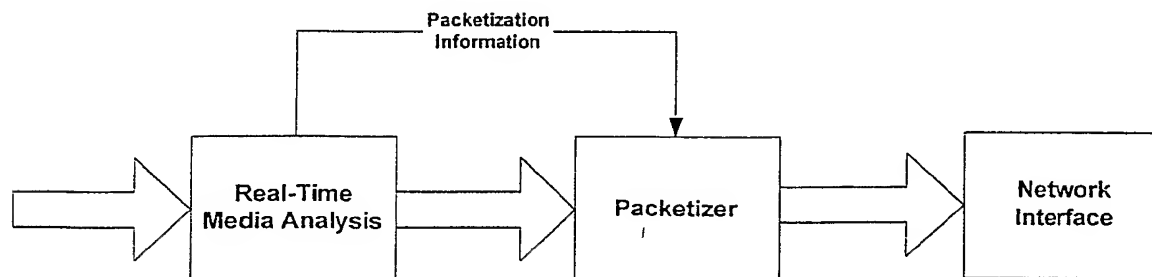 Packetization
Information
Real-Time
Media Analysis
Packetizer
Network
Interface